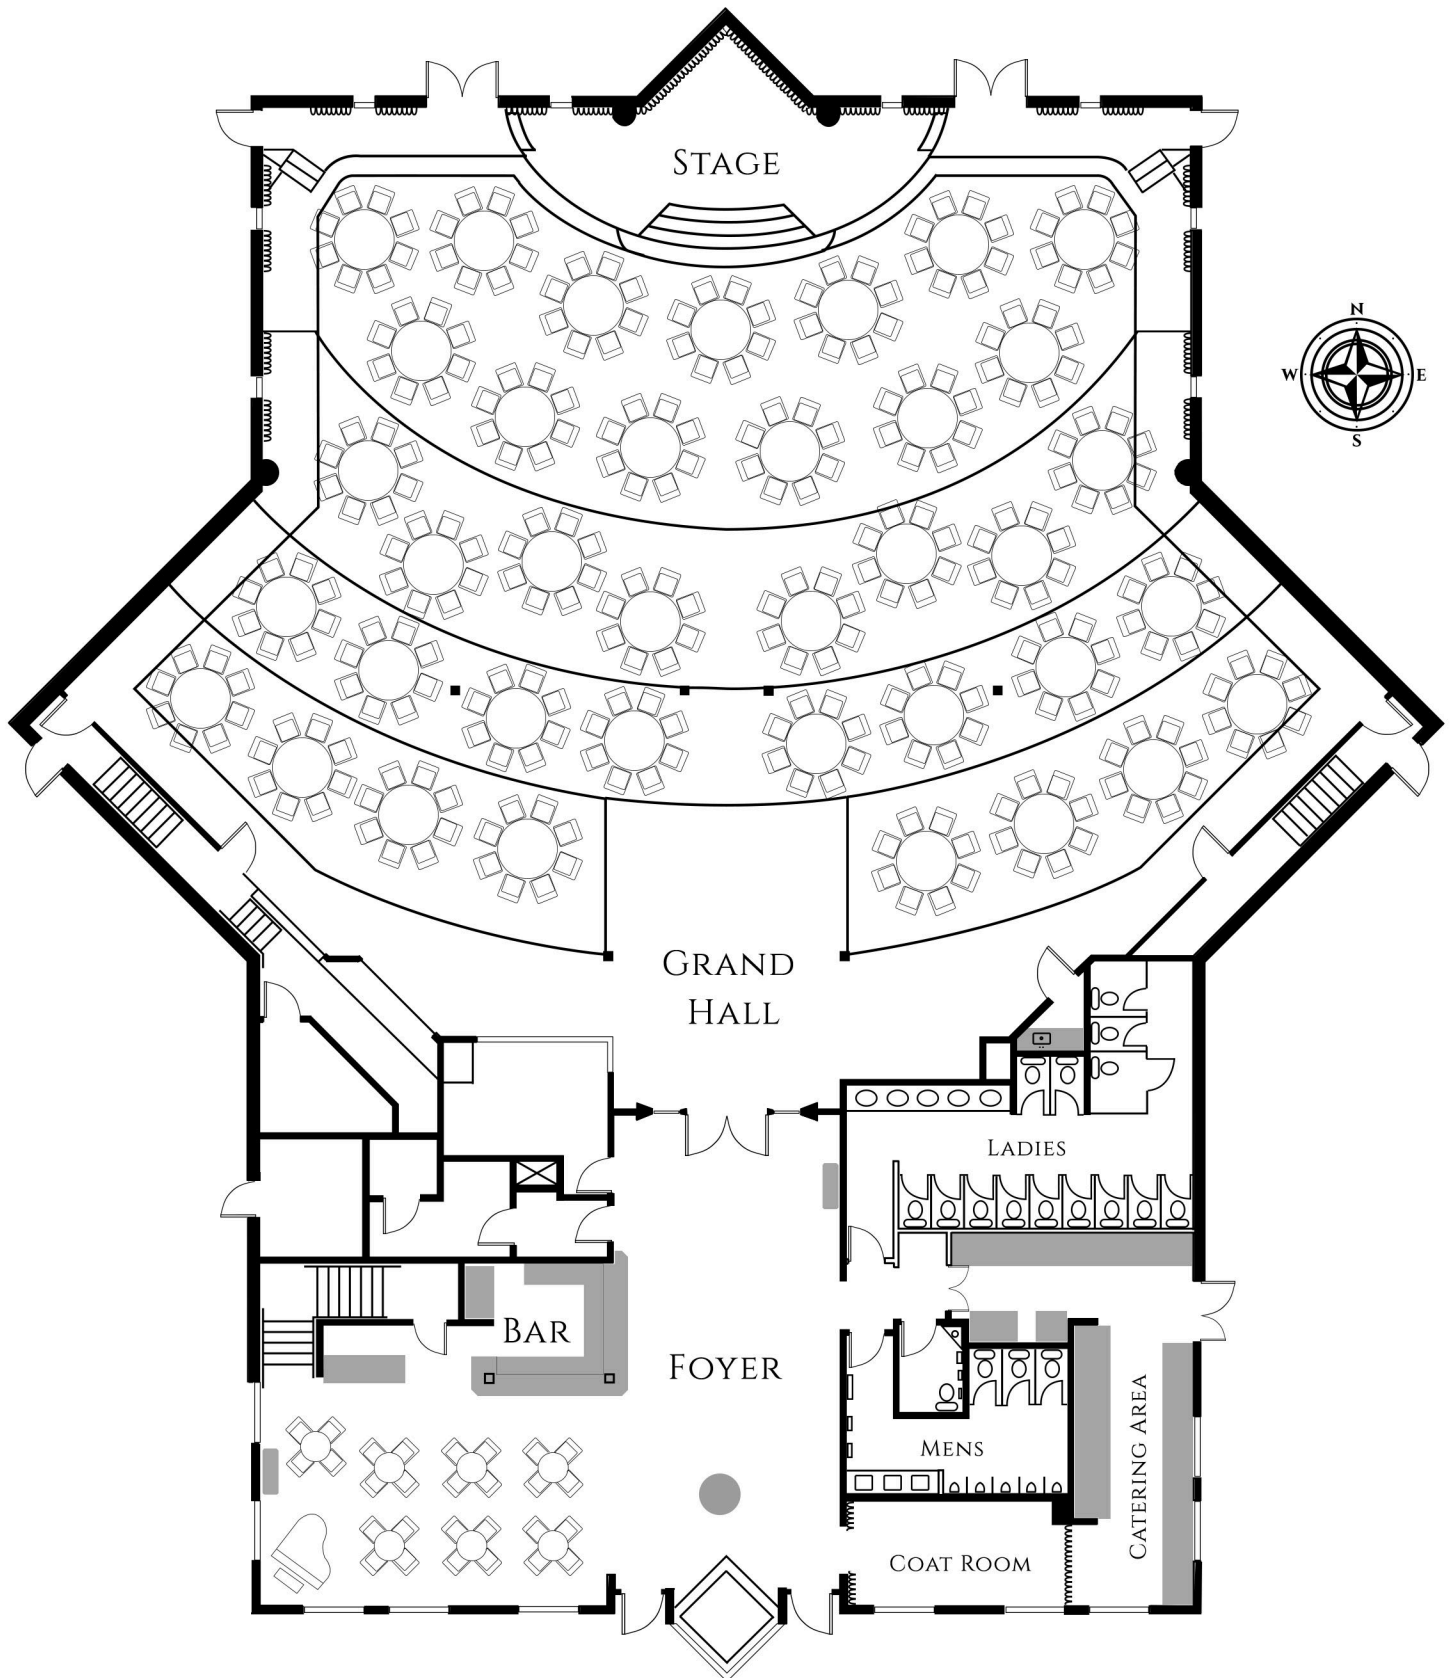 STAGE
N
W
E
S
GRAND
HALL
LADIES
BAR
FOYER
MENS
CATERING AREA
COAT ROOM